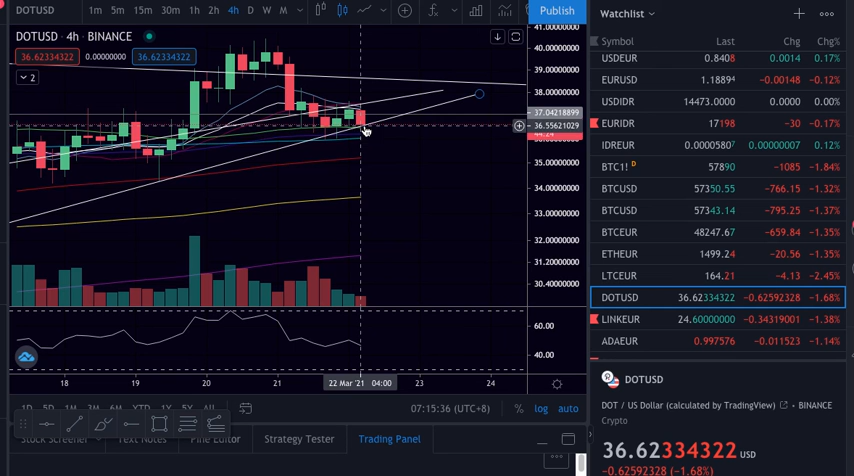 DOTUSD 1m 5m 15m 30m 1h 2h 4h D W M Publish
Watchlist
DOTUSD · 4h · BINANCE
36.62334322 0.00000000 36.62334322
2
41.00000000
40.00000000
39.00000000
38.00000000
37.04218899
36.55621029
35.00000000
34.00000000
33.00000000
32.00000000
31.20000000
30.40000000
60.00
40.00
18 19 20 21 22 Mar '21 04:00 23 24
1D 5D 1M 3M 6M YTD 1Y 5Y All
07:15:36 (UTC+8) % log auto
Stock Screener Text Notes Pine Editor Strategy Tester Trading Panel
Symbol Last Chg Chg%
USDEUR 0.8408 0.0014 0.17%
EURUSD 1.18894 -0.00148 -0.12%
USDIDR 14473.0000 0.0000 0.00%
EURIDR 17198 -30 -0.17%
IDREUR 0.00005807 0.00000007 0.12%
BTC1! D 57890 -1085 -1.84%
BTCUSD 57350.55 -766.15 -1.32%
BTCUSD 57343.14 -795.25 -1.37%
BTCEUR 48247.67 -659.84 -1.35%
ETHEUR 1499.24 -20.56 -1.35%
LTCEUR 164.21 -4.13 -2.45%
DOTUSD 36.62334322 -0.62592328 -1.68%
LINKEUR 24.60000000 -0.34319001 -1.38%
ADAEUR 0.997576 -0.011523 -1.14%
DOTUSD
DOT / US Dollar (calculated by TradingView) • BINANCE
Crypto
36.62334322 USD
-0.62592328 (-1.68%)